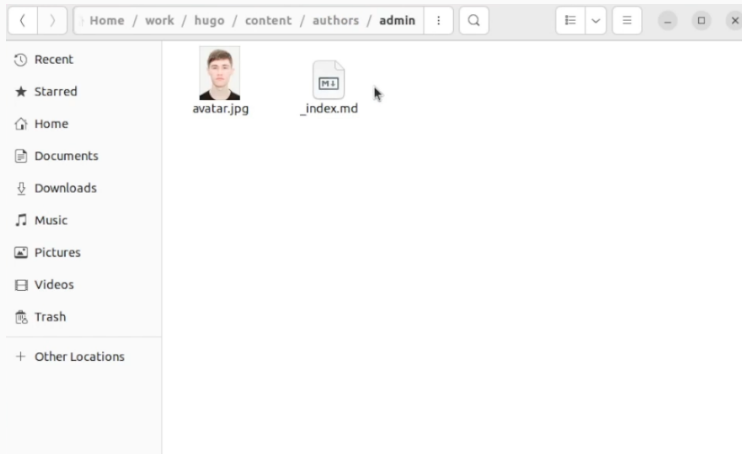 Home / work / hugo / content / authors / admin
Recent
Starred
Home
Documents
Downloads
Music
Pictures
Videos
Trash
+ Other Locations
avatar.jpg
M↓
_index.md